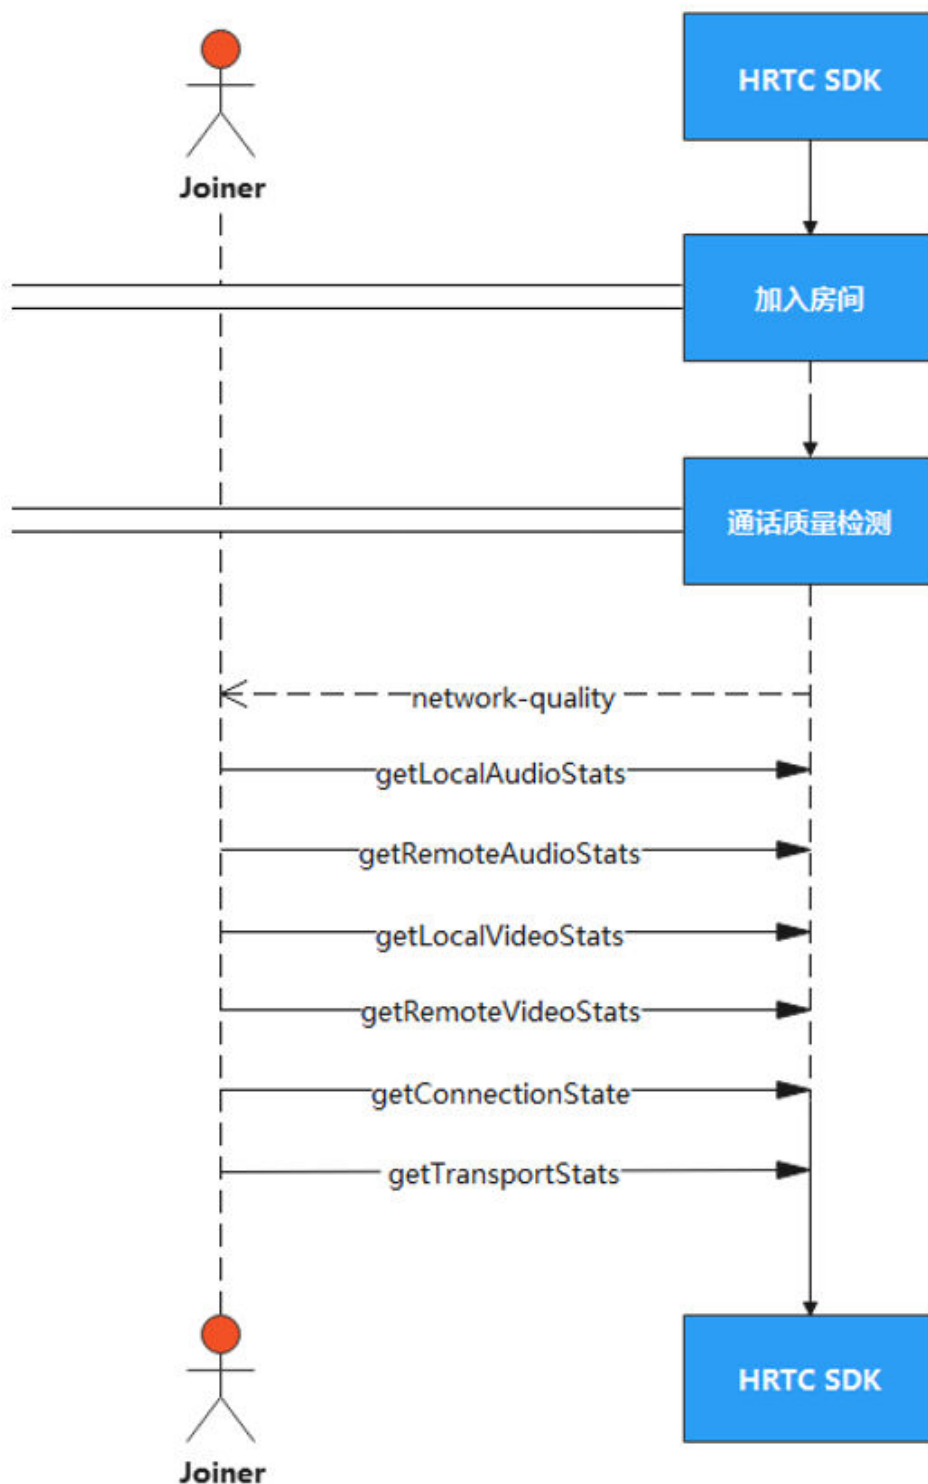 HRTC SDK
Joiner
加入房间
通话质量检测
network-quality
getLocalAudioStats
getRemoteAudioStats
getLocalVideoStats
getRemoteVideoStats
getConnectionState
getTransportStats
HRTC SDK
Joiner